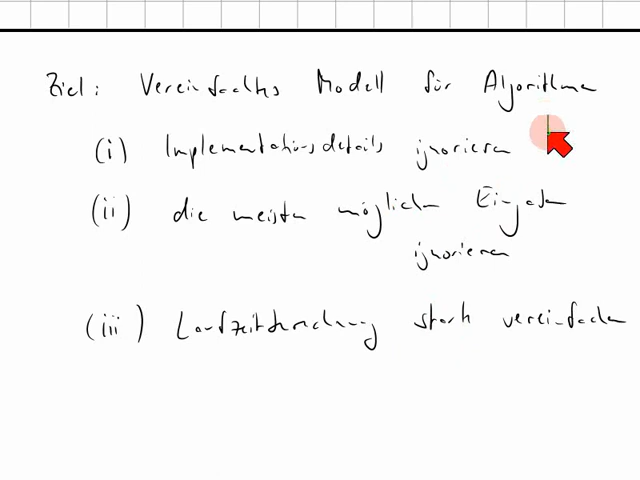 Ziel: Vereinfachtes Modell für Algorithmen
(i) Implementationsdetails ignorieren
(ii) die meisten möglichen Eingaben
ignorieren
(iii) Laufzeitberechnung stark vereinfachen